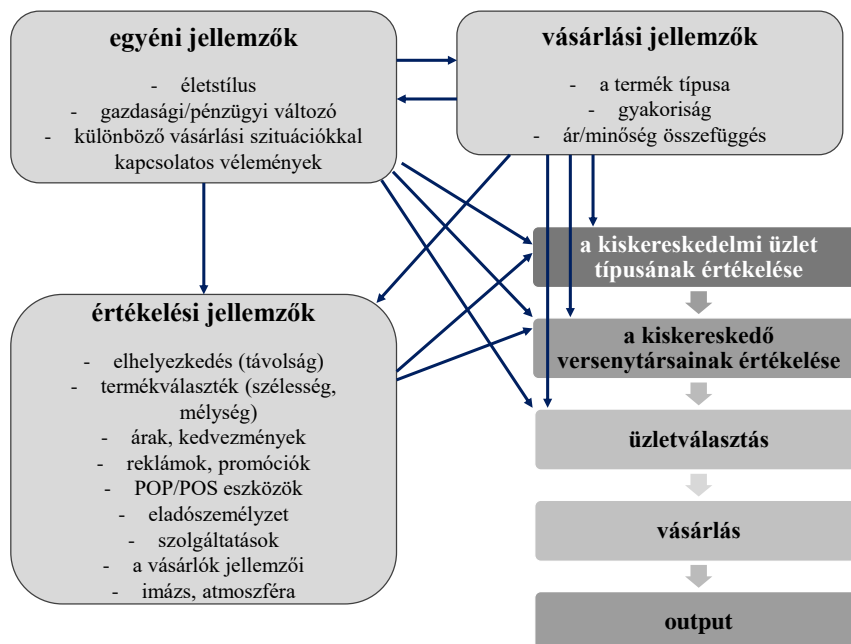 egyéni jellemzők
- életstílus
- gazdasági/pénzügyi változó
- különböző vásárlási szituációkkal
kapcsolatos vélemények
vásárlási jellemzők
- a termék típusa
- gyakoriság
- ár/minőség összefüggés
értékelési jellemzők
- elhelyezkedés (távolság)
- termékválaszték (szélesség,
mélység)
- árak, kedvezmények
- reklámok, promóciók
- POP/POS eszközök
- eladószemélyzet
- szolgáltatások
- a vásárlók jellemzői
- imázs, atmoszféra
a kiskereskedelmi üzlet
típusának értékelése
a kiskereskedő
versenytársainak értékelése
üzletválasztás
vásárlás
output